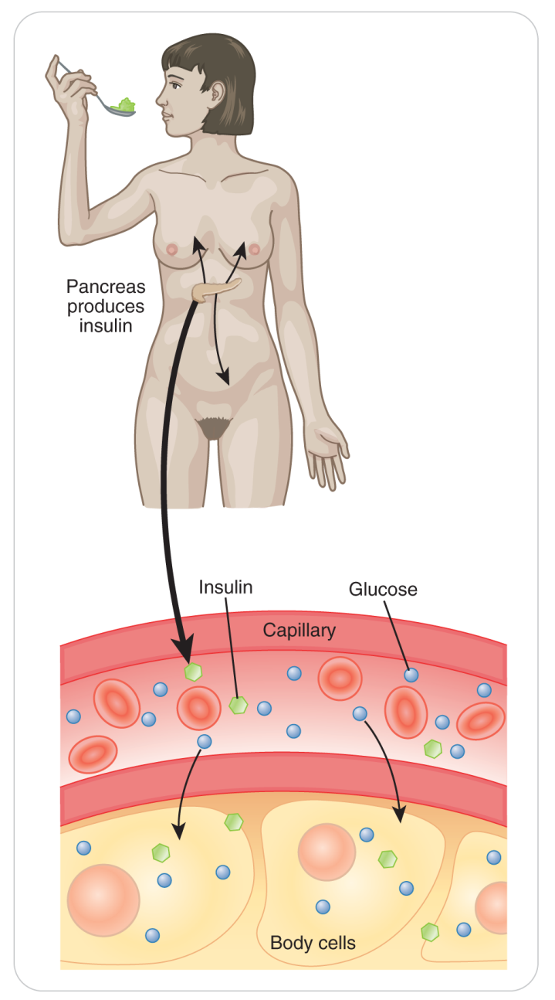 Pancreas
produces
insulin
Insulin
Glucose
Capillary
Body cells